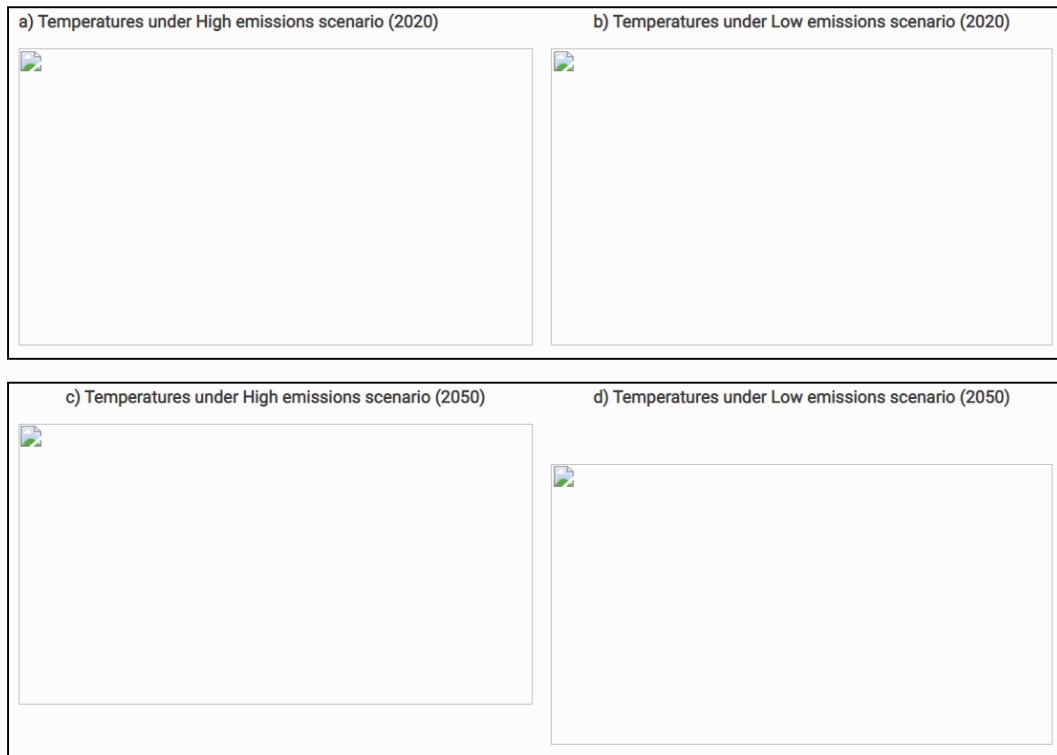 a) Temperatures under High emissions scenario (2020)
b) Temperatures under Low emissions scenario (2020)
c) Temperatures under High emissions scenario (2050)
d) Temperatures under Low emissions scenario (2050)